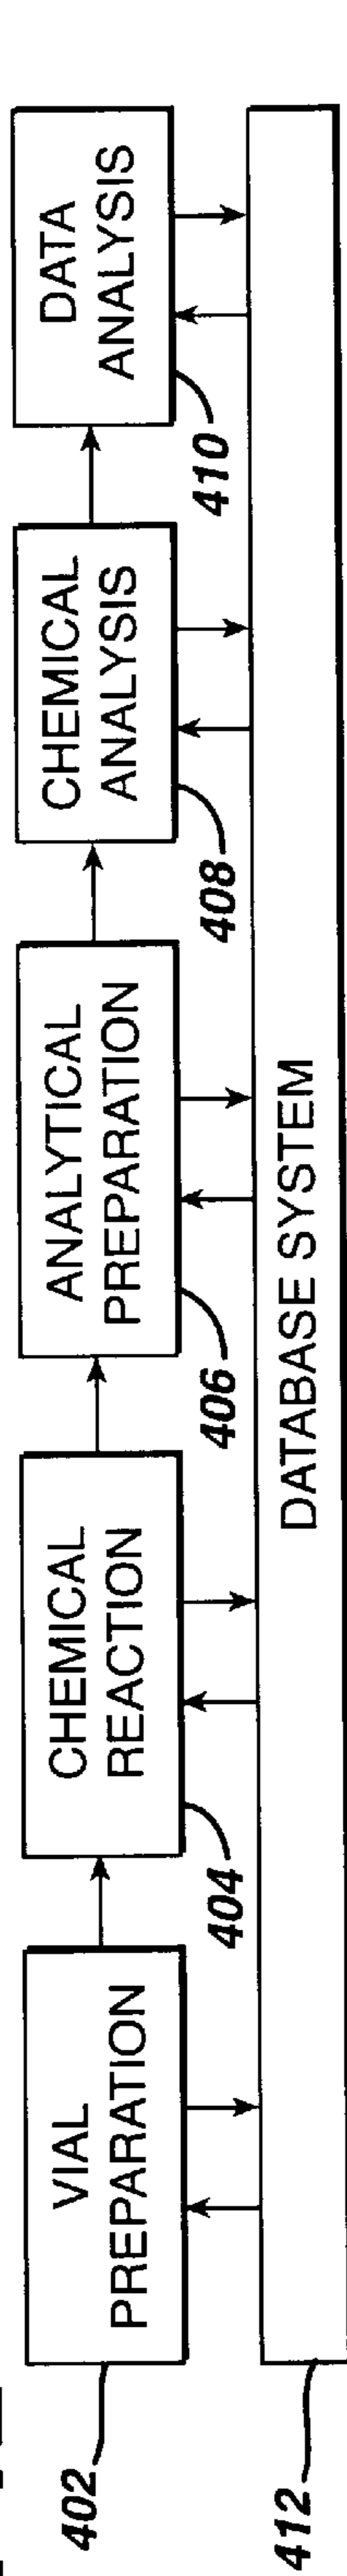 VIAL
PREPARATION
402
CHEMICAL
REACTION
404
ANALYTICAL
PREPARATION
406
CHEMICAL
ANALYSIS
408
DATA
ANALYSIS
410
DATABASE SYSTEM
412